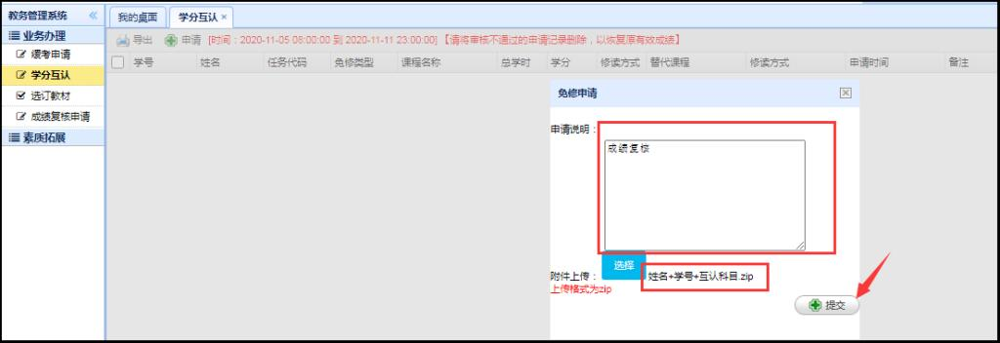 教务管理系统
我的桌面
学分互认
业务办理
缓考申请
学分互认
选订教材
成绩复核申请
素质拓展
导出 申请 [时间：2020-11-05 08:00:00 到 2020-11-11 23:00:00]【请将审核不通过的申请记录删除，以恢复原有效成绩】
学号 姓名 任务代码 免修类型 课程名称 总学时 学分 修读方式 替代课程 修读方式 申请时间 备注
免修申请
申请说明：
成绩复核
选择
附件上传： 姓名+学号+互认科目.zip
上传格式为zip
提交